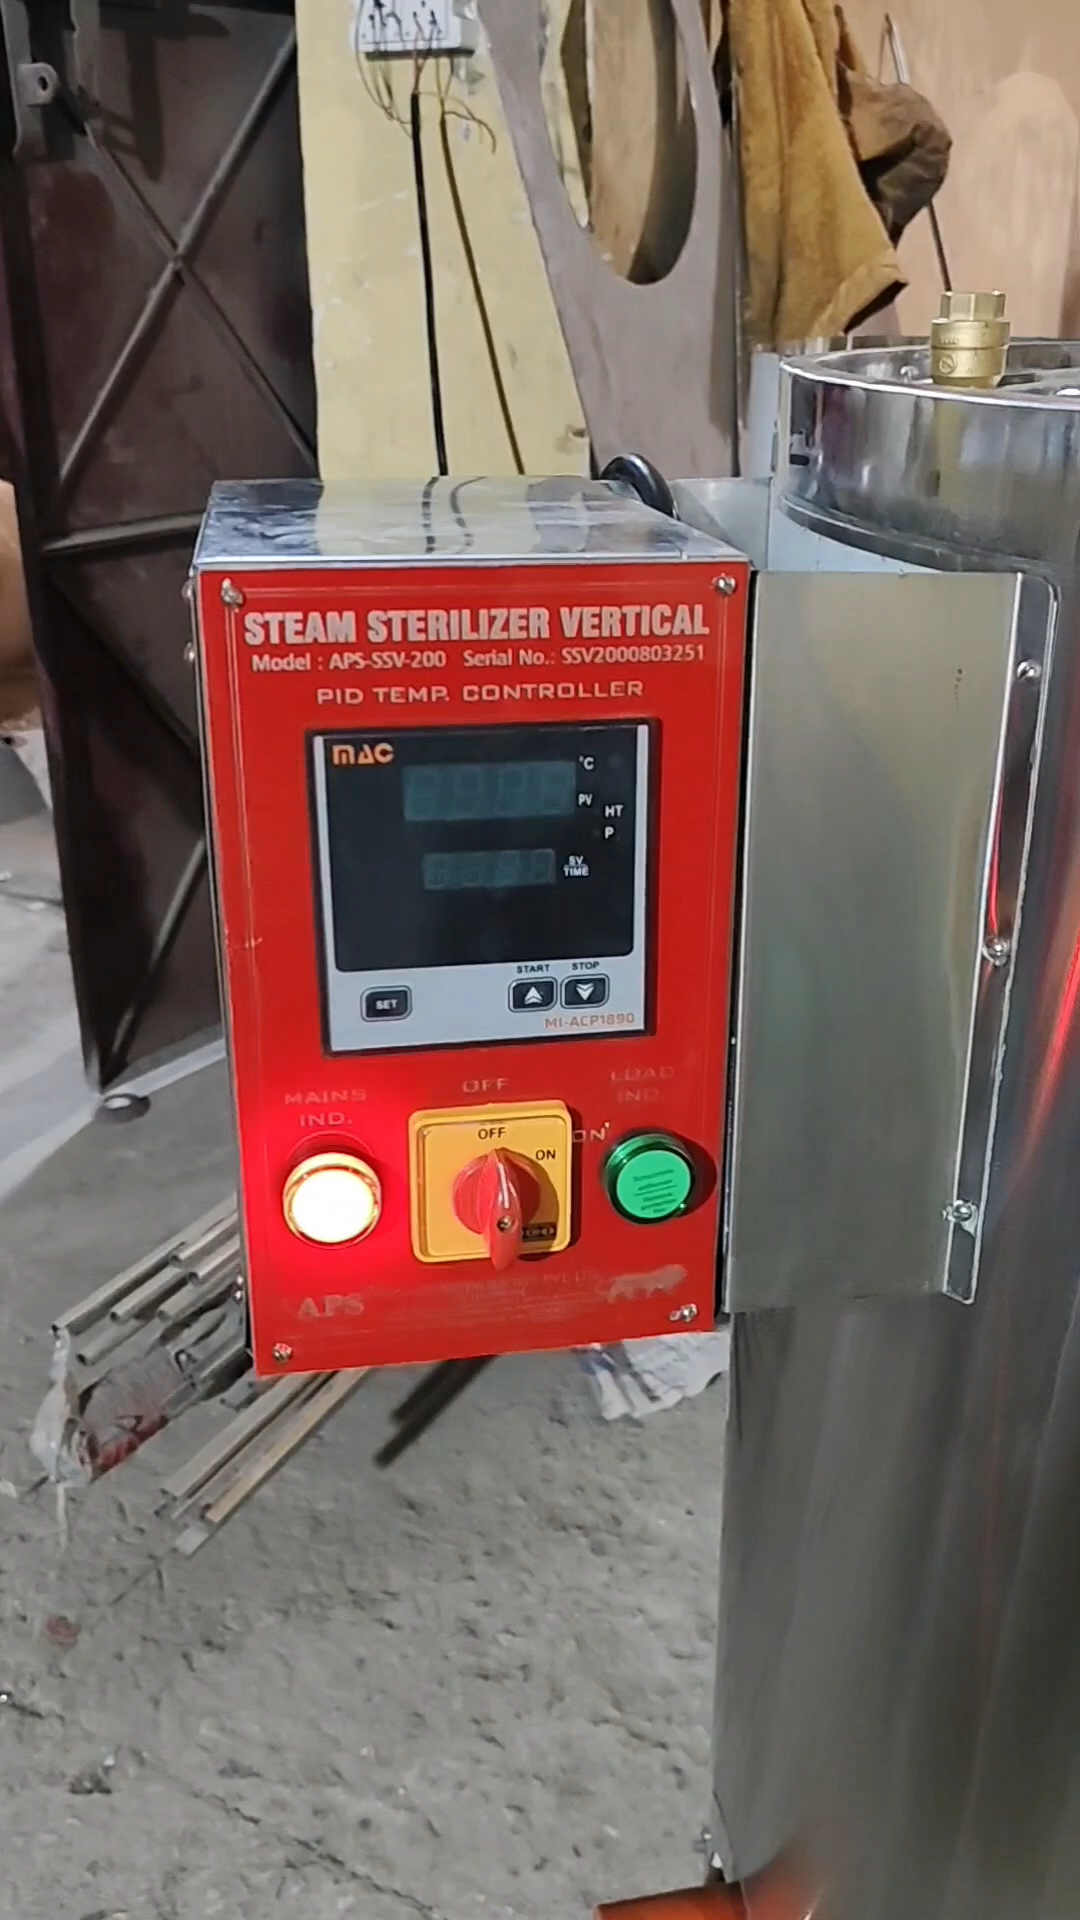 STEAM STERILIZER VERTICAL
Model : APS-SSV-200 Serial No.: SSV2000803251
PID TEMP. CONTROLLER
MAC
°C
PV
HT
P
SV
TIME
START STOP
SET
MI-ACP1890
MAINS
IND.
OFF
LOAD
IND.
OFF
ON
ON
APS